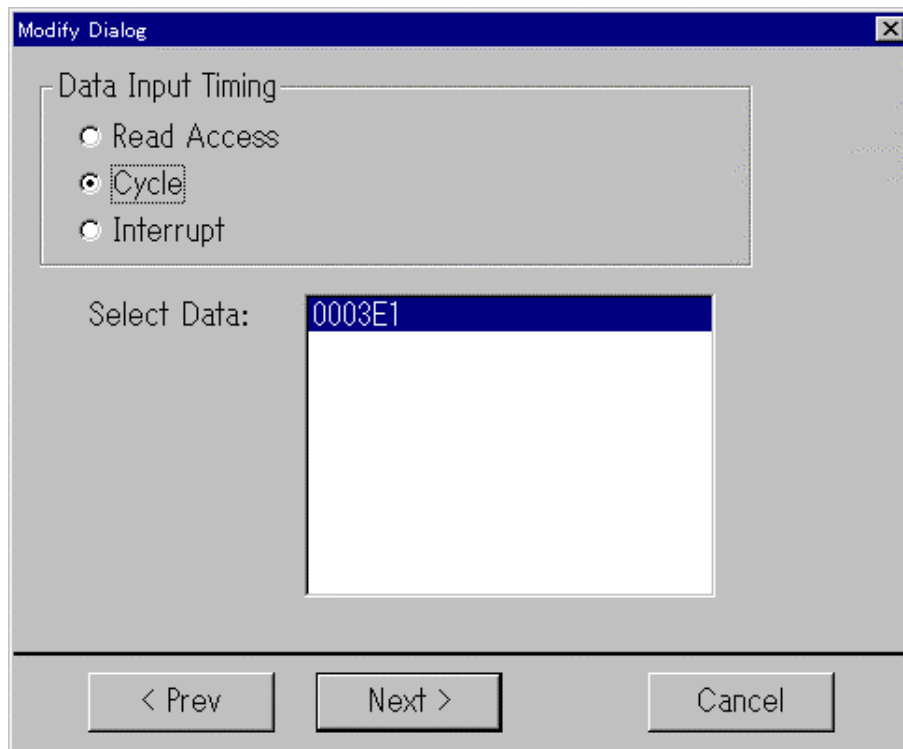 Modify Dialog
Data Input Timing
Read Access
Cycle
Interrupt
Select Data:
0003E1
< Prev
Next >
Cancel